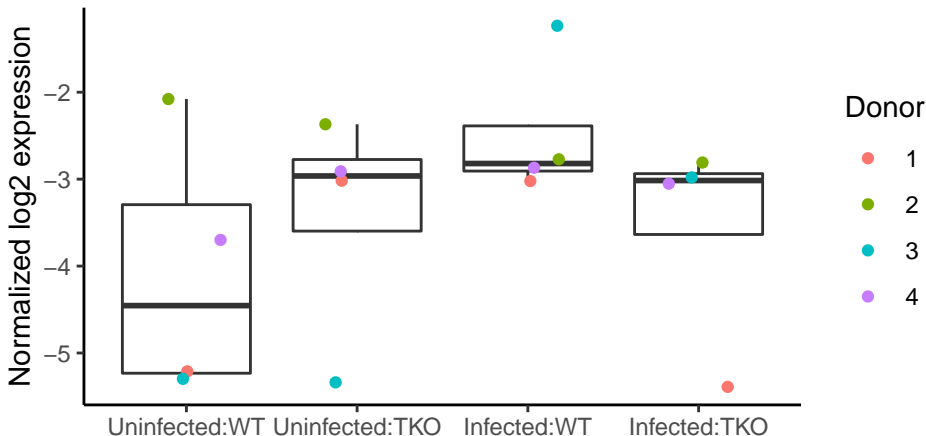 Normalized log2 expression
−2
−3
−4
−5
Uninfected:WT
Uninfected:TKO
Infected:WT
Infected:TKO
Donor
1
2
3
4